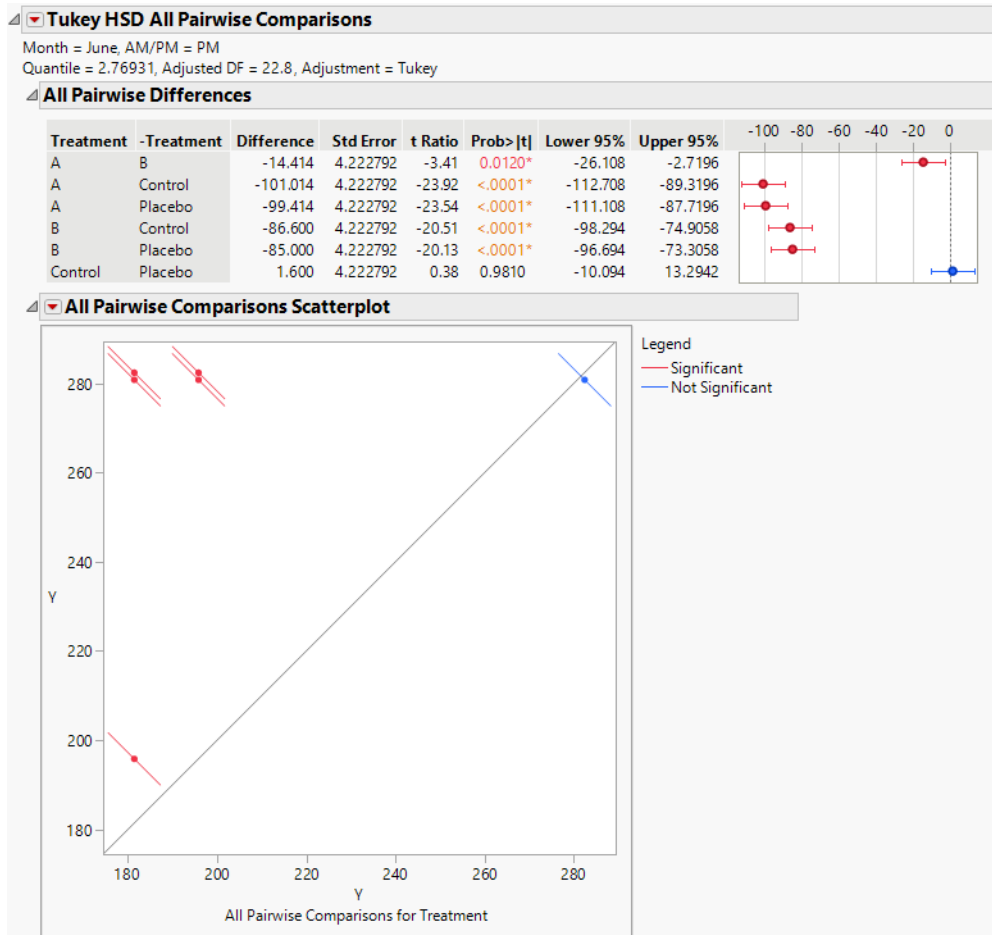 Tukey HSD All Pairwise Comparisons
Month = June, AM/PM = PM
Quantile = 2.76931, Adjusted DF = 22.8, Adjustment = Tukey
All Pairwise Differences
Treatment -Treatment Difference Std Error t Ratio Prob>|t| Lower 95% Upper 95% -100 -80 -60 -40 -20 0
A B -14.414 4.222792 -3.41 0.0120* -26.108 -2.7196
A Control -101.014 4.222792 -23.92 <.0001* -112.708 -89.3196
A Placebo -99.414 4.222792 -23.54 <.0001* -111.108 -87.7196
B Control -86.600 4.222792 -20.51 <.0001* -98.294 -74.9058
B Placebo -85.000 4.222792 -20.13 <.0001* -96.694 -73.3058
Control Placebo 1.600 4.222792 0.38 0.9810 -10.094 13.2942
All Pairwise Comparisons Scatterplot
Legend
Significant
Not Significant
280
260
240
Y
220
200
180
180 200 220 240 260 280
Y
All Pairwise Comparisons for Treatment